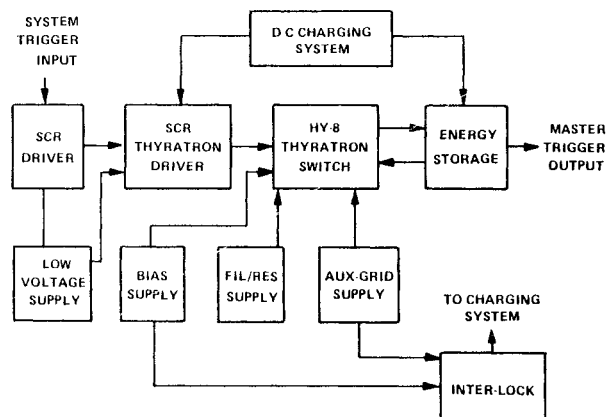 SYSTEM
TRIGGER
INPUT
D C CHARGING
SYSTEM
SCR
DRIVER
SCR
THYRATRON
DRIVER
HY-8
THYRATRON
SWITCH
ENERGY
STORAGE
MASTER
TRIGGER
OUTPUT
LOW
VOLTAGE
SUPPLY
BIAS
SUPPLY
FIL/RES
SUPPLY
AUX-GRID
SUPPLY
TO CHARGING
SYSTEM
INTER-LOCK